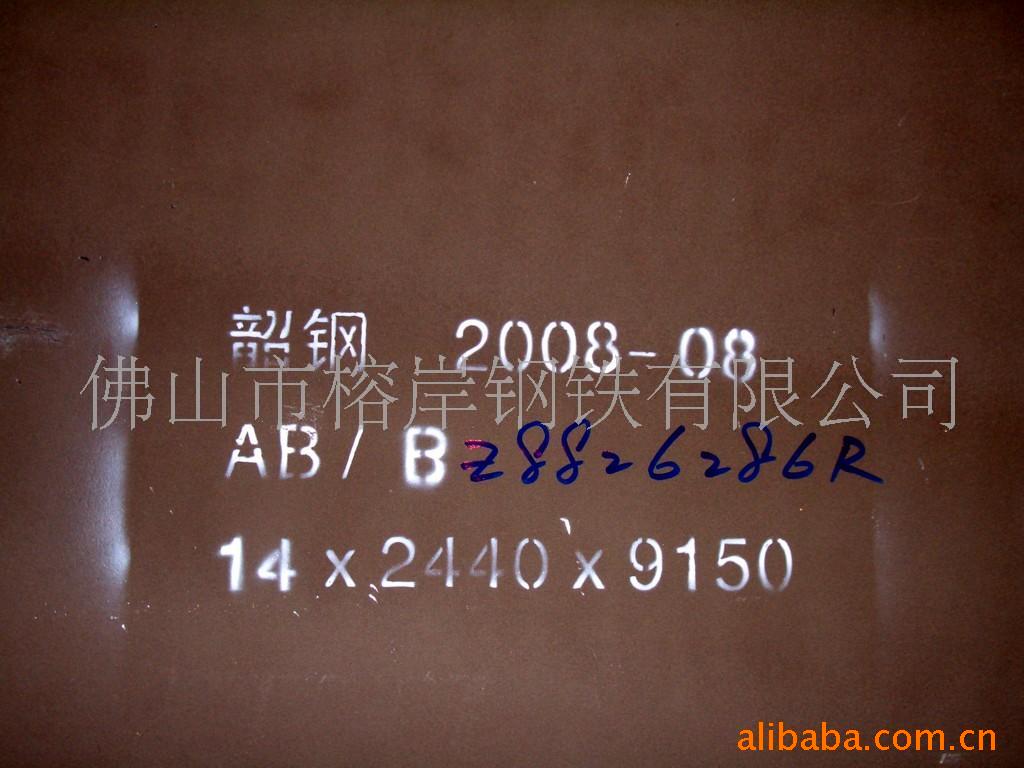 韶钢 2008-08
佛山市榕岸钢铁有限公司
AB/B Z8826286R
14 x 2440 x 9150
alibaba.com.cn